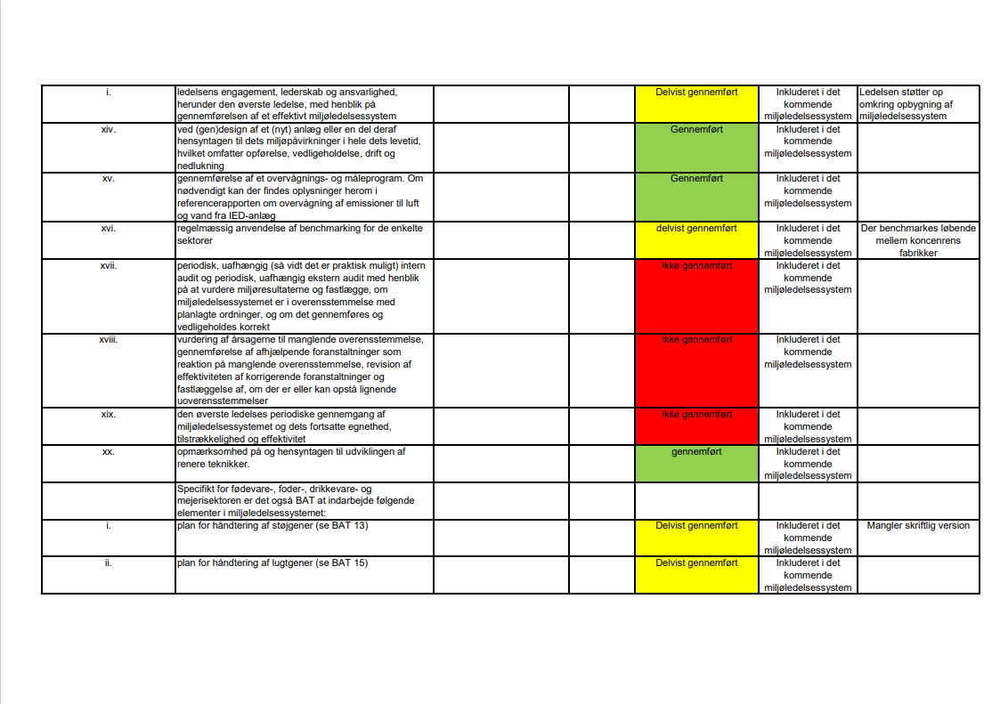 i.
ledelsens engagement, lederskab og ansvarlighed,
herunder den øverste ledelse, med henblik på
gennemførelsen af et effektivt miljøledelsessystem
Delvist gennemført
Inkluderet i det
kommende
miljøledelsessystem
Ledelsen støtter op
omkring opbygning af
miljøledelsessystem
xiv.
ved (gen)design af et (nyt) anlæg eller en del deraf
hensyntagen til dets miljøpåvirkninger i hele dets levetid,
hvilket omfatter opførelse, vedligeholdelse, drift og
nedlukning
Gennemført
Inkluderet i det
kommende
miljøledelsessystem
xv.
gennemførelse af et overvågnings- og måleprogram. Om
nødvendigt kan der findes oplysninger herom i
referencerapporten om overvågning af emissioner til luft
og vand fra IED-anlæg
Gennemført
Inkluderet i det
kommende
miljøledelsessystem
xvi.
regelmæssig anvendelse af benchmarking for de enkelte
sektorer
delvist gennemført
Inkluderet i det
kommende
miljøledelsessystem
Der benchmarkes løbende
mellem koncenrens
fabrikker
xvii.
periodisk, uafhængig (så vidt det er praktisk muligt) intern
audit og periodisk, uafhængig ekstern audit med henblik
på at vurdere miljøresultaterne og fastlægge, om
miljøledelsessystemet er i overensstemmelse med
planlagte ordninger, og om det gennemføres og
vedligeholdes korrekt
Ikke gennemført
Inkluderet i det
kommende
miljøledelsessystem
xviii.
vurdering af årsagerne til manglende overensstemmelse,
gennemførelse af afhjælpende foranstaltninger som
reaktion på manglende overensstemmelse, revision af
effektiviteten af korrigerende foranstaltninger og
fastlæggelse af, om der er eller kan opstå lignende
uoverensstemmelser
Ikke gennemført
Inkluderet i det
kommende
miljøledelsessystem
xix.
den øverste ledelses periodiske gennemgang af
miljøledelsessystemet og dets fortsatte egnethed,
tilstrækkelighed og effektivitet
Ikke gennemført
Inkluderet i det
kommende
miljøledelsessystem
xx.
opmærksomhed på og hensyntagen til udviklingen af
renere teknikker.
gennemført
Inkluderet i det
kommende
miljøledelsessystem
Specifikt for fødevare-, foder-, drikkevare- og
mejerisektoren er det også BAT at indarbejde følgende
elementer i miljøledelsessystemet:
i.
plan for håndtering af støjgener (se BAT 13)
Delvist gennemført
Inkluderet i det
kommende
miljøledelsessystem
Mangler skriftlig version
ii.
plan for håndtering af lugtgener (se BAT 15)
Delvist gennemført
Inkluderet i det
kommende
miljøledelsessystem